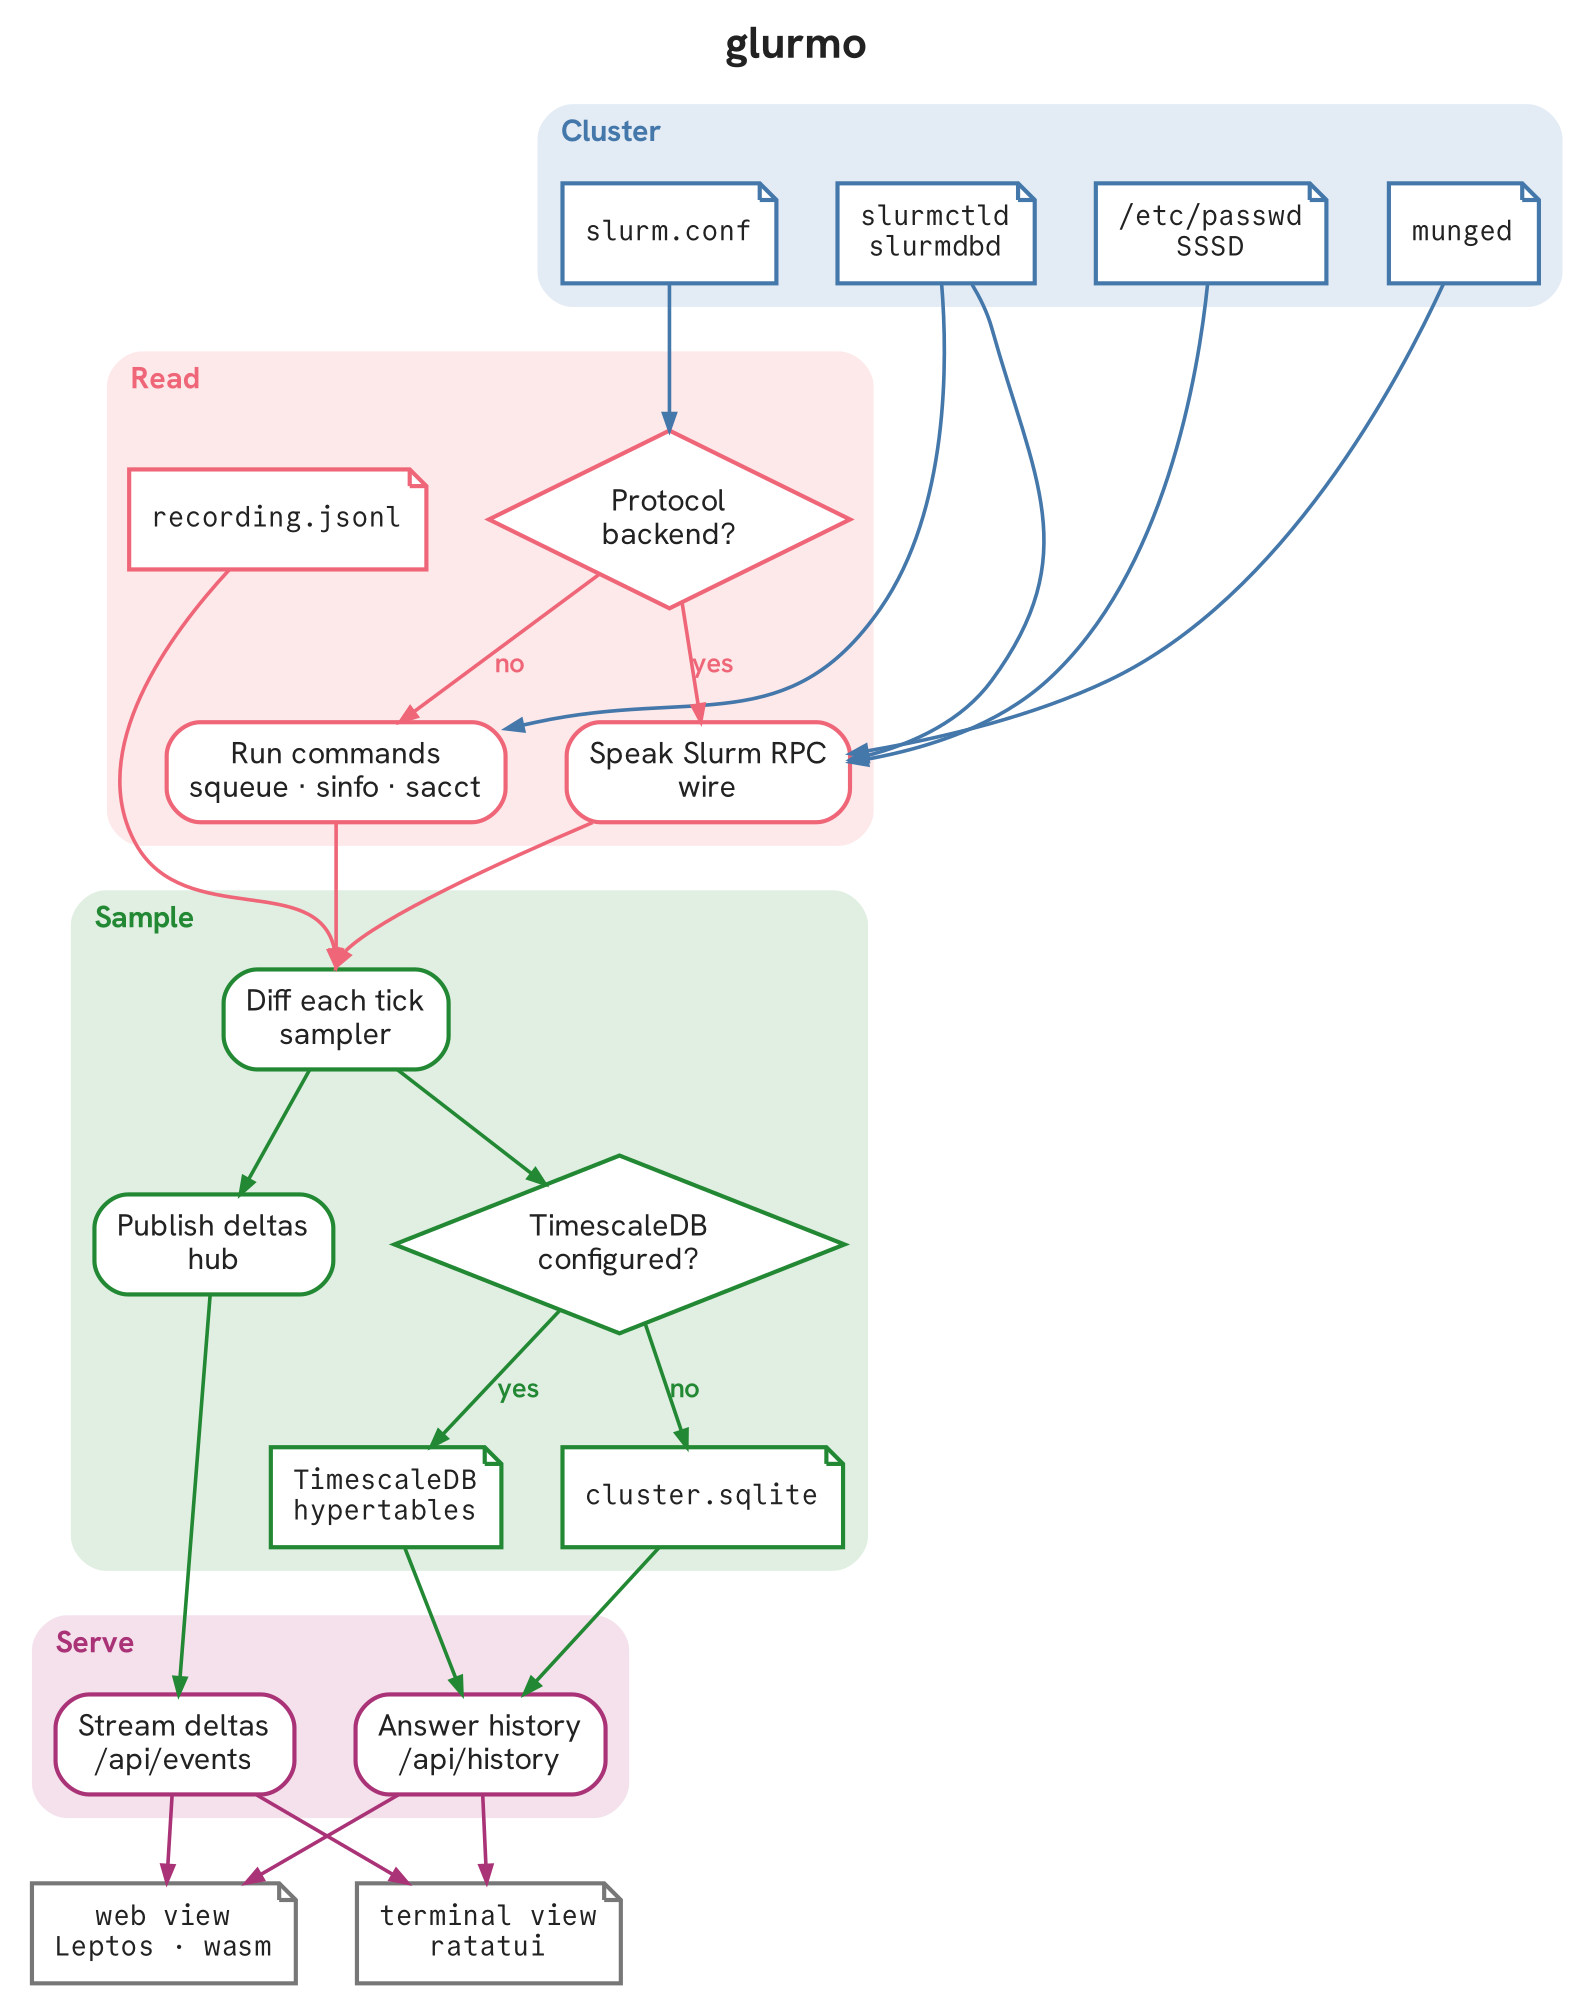 glurmo
Cluster
slurm.conf
slurmctld
slurmdbd
/etc/passwd
SSSD
munged
Read
recording.jsonl
Protocol
backend?
no
yes
Run commands
squeue · sinfo · sacct
Speak Slurm RPC
wire
Sample
Diff each tick
sampler
Publish deltas
hub
TimescaleDB
configured?
yes
no
TimescaleDB
hypertables
cluster.sqlite
Serve
Stream deltas
/api/events
Answer history
/api/history
web view
Leptos · wasm
terminal view
ratatui